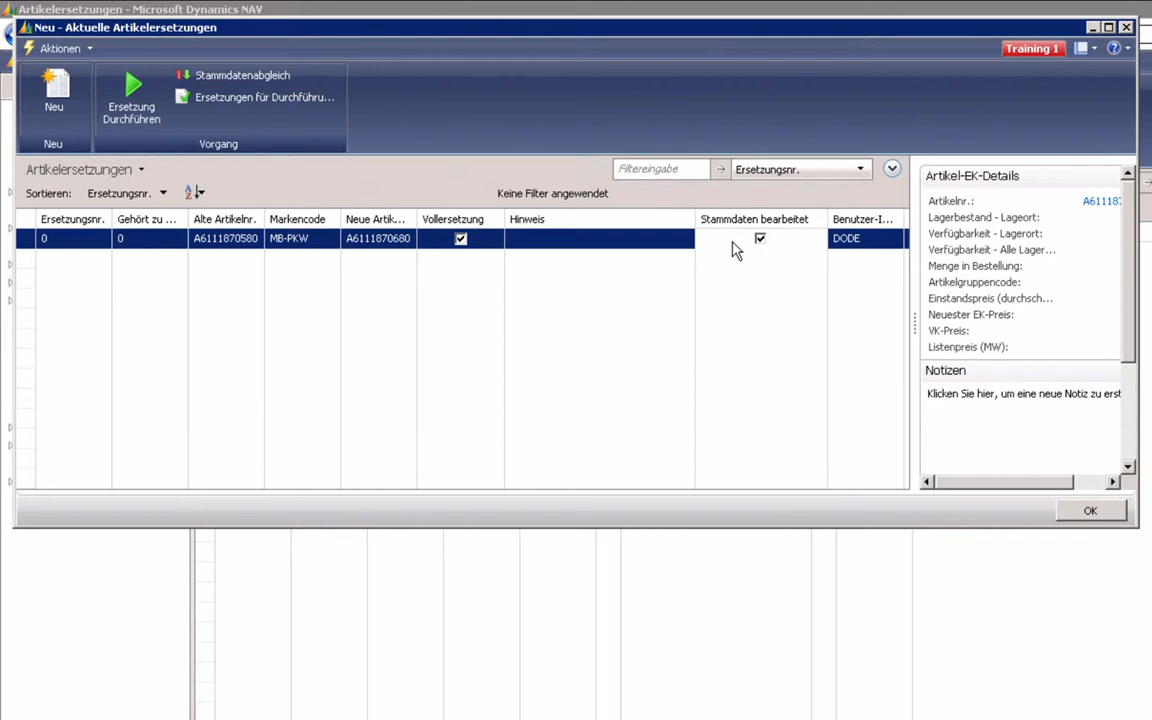 Artikelersetzungen - Microsoft Dynamics NAV
Neu - Aktuelle Artikelersetzungen
Aktionen
Training 1
Neu
Ersetzung Durchführen
Stammdatenabgleich
Ersetzungen für Durchführu...
Neu
Vorgang
Artikelersetzungen
Filtereingabe
Ersetzungsnr.
Sortieren: Ersetzungsnr.
Keine Filter angewendet
Ersetzungsnr. Gehört zu ... Alte Artikelnr. Markencode Neue Artik... Vollersetzung Hinweis Stammdaten bearbeitet Benutzer-I...
0 0 A6111870580 MB-PKW A6111870680 DODE
Artikel-EK-Details
Artikelnr.: A611187
Lagerbestand - Lageort:
Verfügbarkeit - Lagerort:
Verfügbarkeit - Alle Lager...
Menge in Bestellung:
Artikelgruppencode:
Einstandspreis (durchsch...
Neuester EK-Preis:
VK-Preis:
Listenpreis (MW):
Notizen
Klicken Sie hier, um eine neue Notiz zu erst
OK